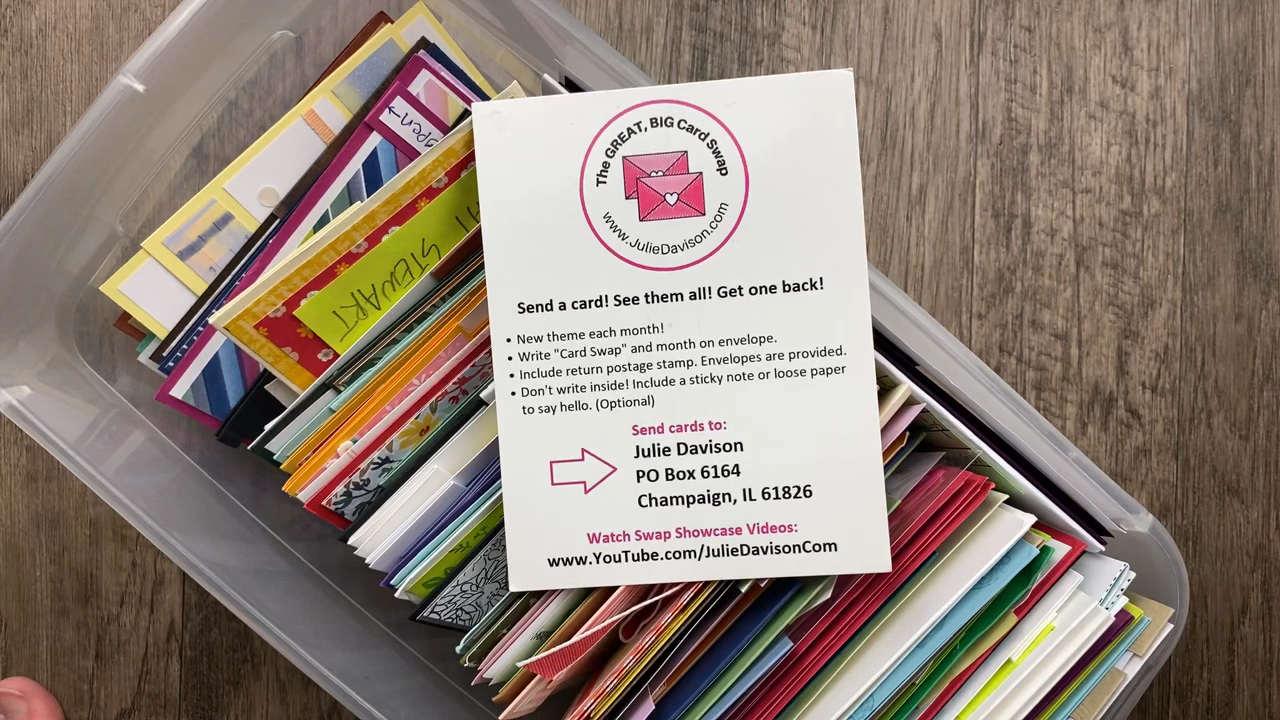 The GREAT, BIG Card Swap
www.JulieDavison.com
Send a card! See them all! Get one back!
• New theme each month!
• Write "Card Swap" and month on envelope.
• Include return postage stamp. Envelopes are provided.
• Don't write inside! Include a sticky note or loose paper
to say hello. (Optional)
Send cards to:
Julie Davison
PO Box 6164
Champaign, IL 61826
Watch Swap Showcase Videos:
www.YouTube.com/JulieDavisonCom
open
STEWART